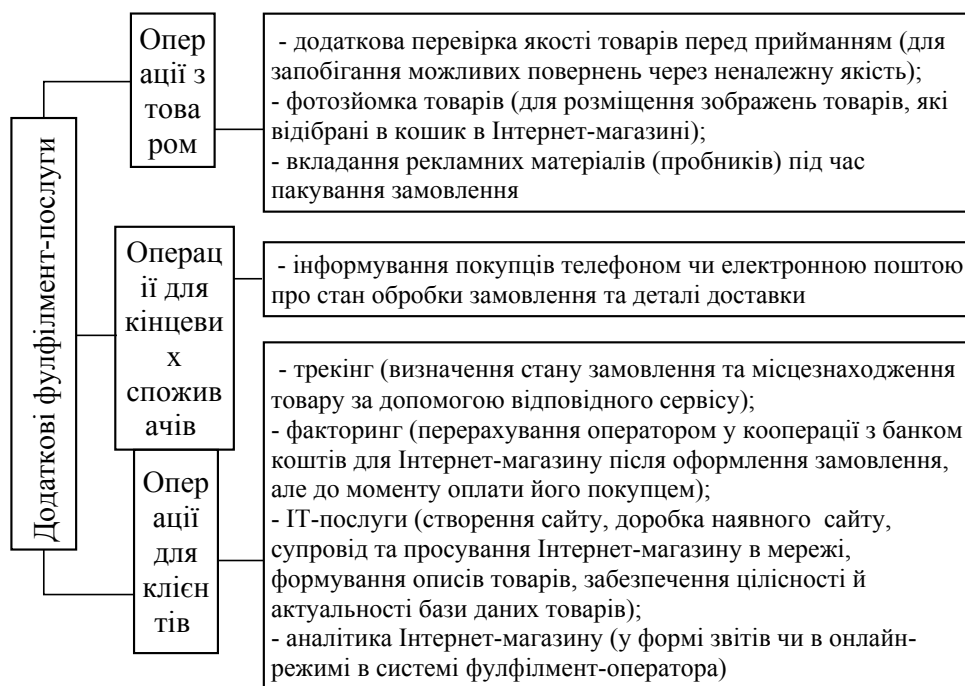 Додаткові фулфілмент-послуги
Опер
ації з
това
ром
- додаткова перевірка якості товарів перед прийманням (для
запобігання можливих повернень через неналежну якість);
- фотозйомка товарів (для розміщення зображень товарів, які
відібрані в кошик в Інтернет-магазині);
- вкладання рекламних матеріалів (пробників) під час
пакування замовлення
Операц
ії для
кінцеви
х
спожив
ачів
- інформування покупців телефоном чи електронною поштою
про стан обробки замовлення та деталі доставки
Опер
ації
для
клієн
тів
- трекінг (визначення стану замовлення та місцезнаходження
товару за допомогою відповідного сервісу);
- факторинг (перерахування оператором у кооперації з банком
коштів для Інтернет-магазину після оформлення замовлення,
але до моменту оплати його покупцем);
- ІТ-послуги (створення сайту, доробка наявного сайту,
супровід та просування Інтернет-магазину в мережі,
формування описів товарів, забезпечення цілісності й
актуальності бази даних товарів);
- аналітика Інтернет-магазину (у формі звітів чи в онлайн-
режимі в системі фулфілмент-оператора)